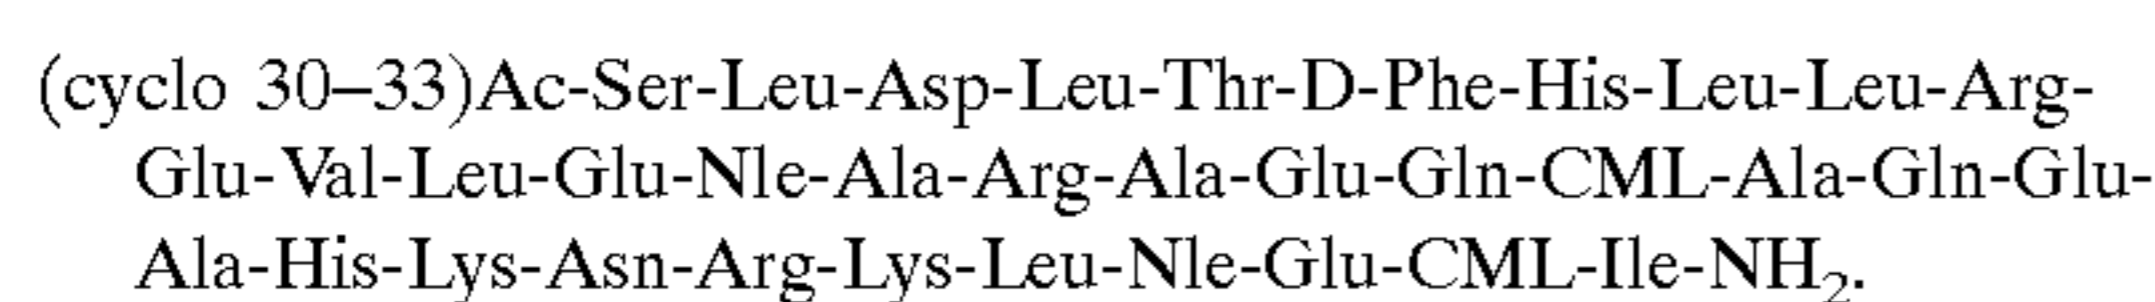 (cyclo 30–33)Ac-Ser-Leu-Asp-Leu-Thr-D-Phe-His-Leu-Leu-Arg-
Glu-Val-Leu-Glu-Nle-Ala-Arg-Ala-Glu-Gln-CML-Ala-Gln-Glu-
Ala-His-Lys-Asn-Arg-Lys-Leu-Nle-Glu-CML-Ile-NH₂.